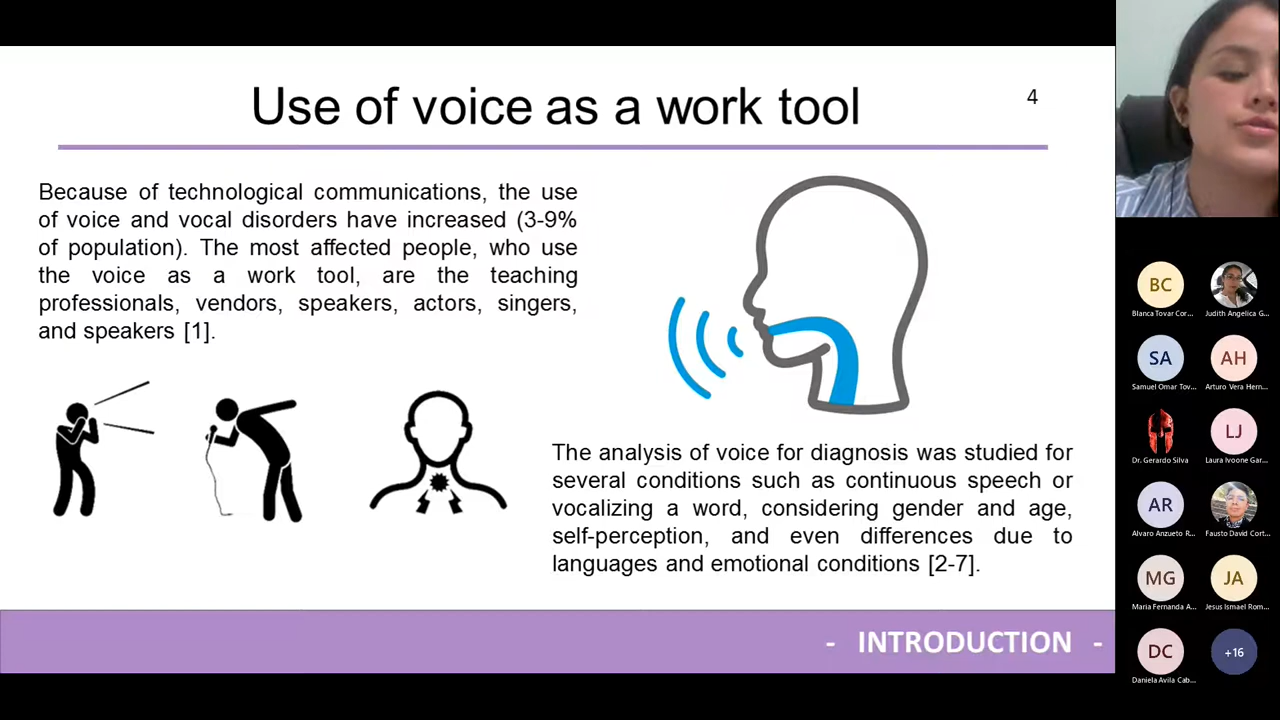 Use of voice as a work tool
4
Because of technological communications, the use
of voice and vocal disorders have increased (3-9%
of population). The most affected people, who use
the voice as a work tool, are the teaching
professionals, vendors, speakers, actors, singers,
and speakers [1].
The analysis of voice for diagnosis was studied for
several conditions such as continuous speech or
vocalizing a word, considering gender and age,
self-perception, and even differences due to
languages and emotional conditions [2-7].
- INTRODUCTION -
BC
Blanca Tovar Cor...
Judith Angelica G...
SA
Samuel Omar Tov...
AH
Arturo Vera Hern...
Dr. Gerardo Silva
LJ
Laura Ivoone Gar...
AR
Alvaro Anzueto R...
Fausto David Cort...
MG
Maria Fernanda A...
JA
Jesus Ismael Rom...
DC
Daniela Avila Cab...
+16